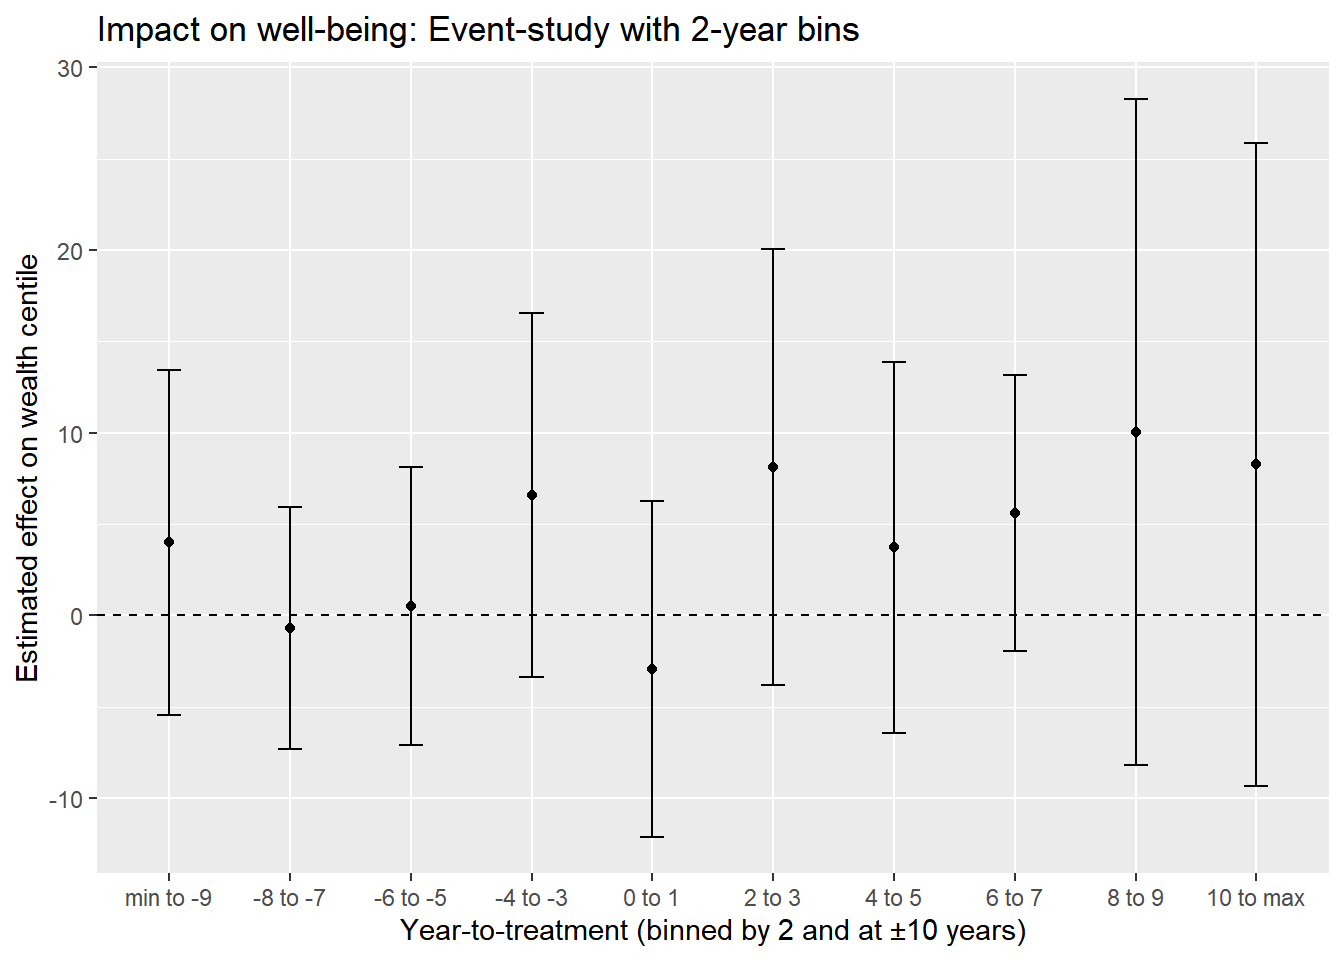 Impact on well-being: Event-study with 2-year bins
Estimated effect on wealth centile
30
20
10
0
-10
min to -9
-8 to -7
-6 to -5
-4 to -3
0 to 1
2 to 3
4 to 5
6 to 7
8 to 9
10 to max
Year-to-treatment (binned by 2 and at ±10 years)